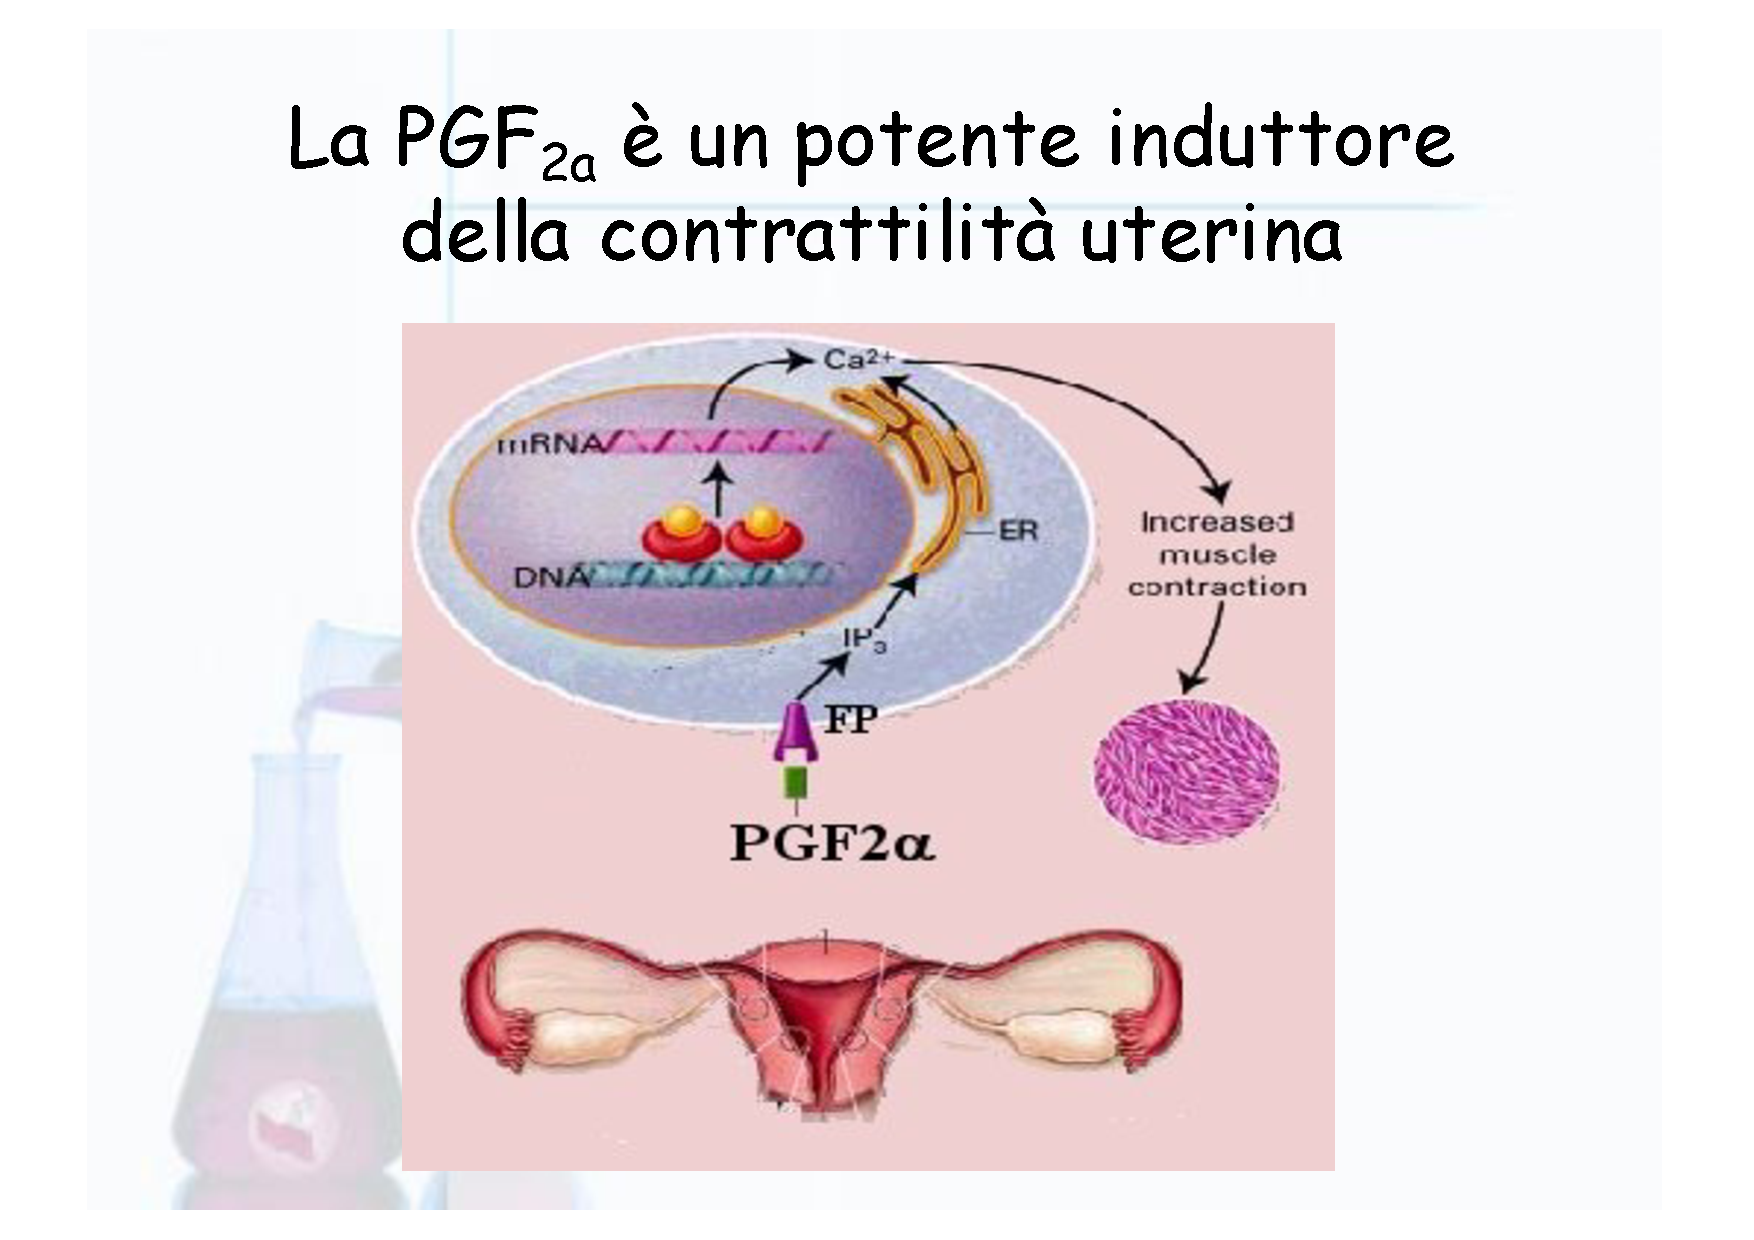 La PGF2a è un potente induttore
della contrattilità uterina
Ca2+
mRNA
ER
DNA
Increased
muscle
contraction
IP3
FP
PGF2α